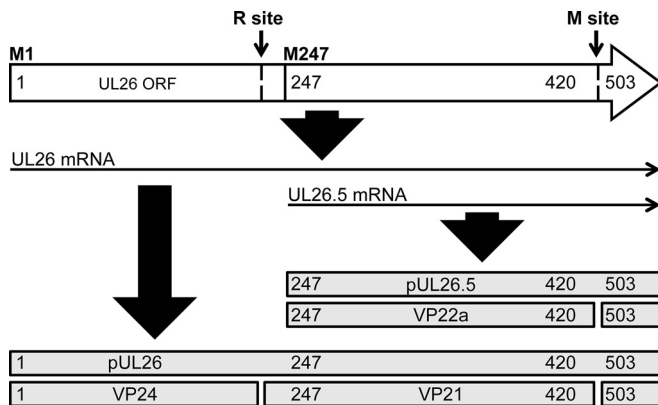 R site M site
M1 M247
1 UL26 ORF 247 420 503
UL26 mRNA
UL26.5 mRNA
247 pUL26.5 420 503
247 VP22a 420 503
1 pUL26 247 420 503
1 VP24 247 VP21 420 503